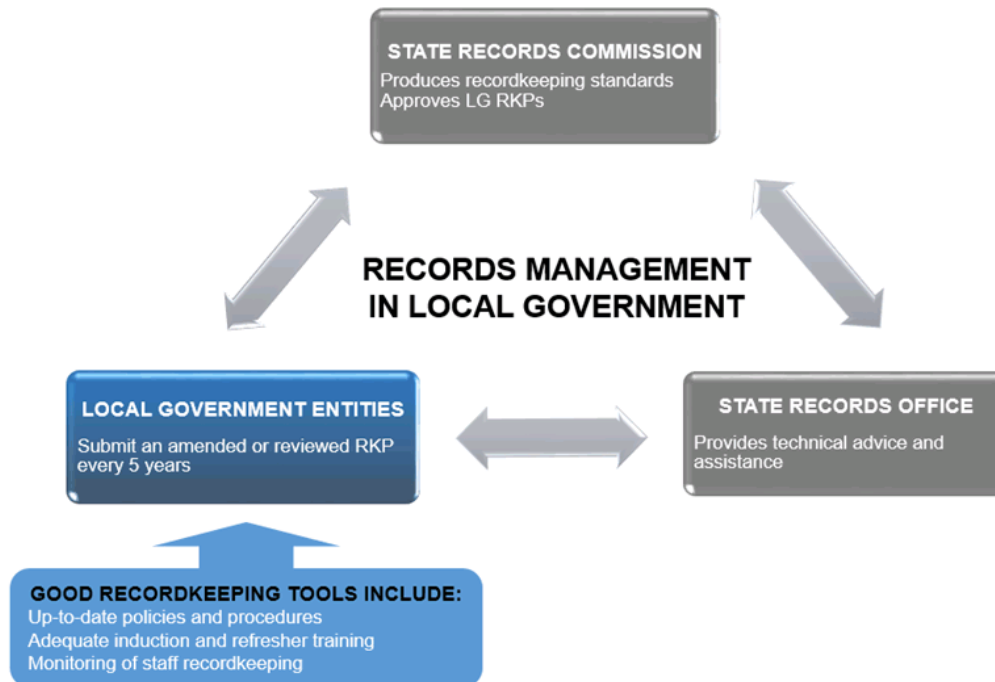 STATE RECORDS COMMISSION
Produces recordkeeping standards
Approves LG RKPs
RECORDS MANAGEMENT
IN LOCAL GOVERNMENT
LOCAL GOVERNMENT ENTITIES
Submit an amended or reviewed RKP
every 5 years
STATE RECORDS OFFICE
Provides technical advice and
assistance
GOOD RECORDKEEPING TOOLS INCLUDE:
Up-to-date policies and procedures
Adequate induction and refresher training
Monitoring of staff recordkeeping